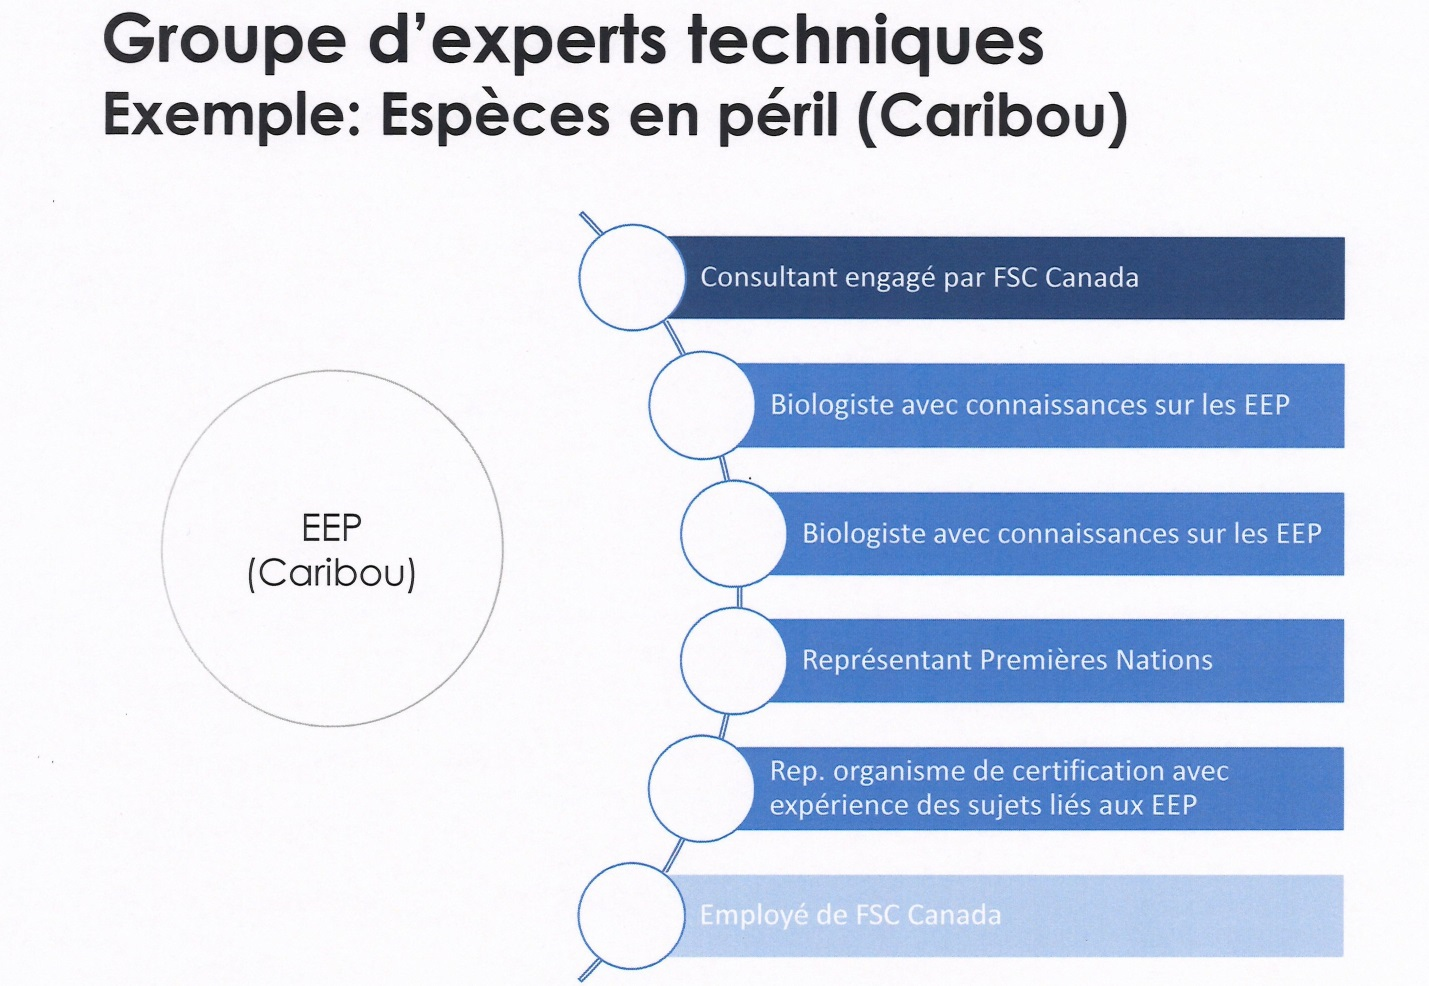 Groupe d’experts techniques
Exemple: Espèces en péril (Caribou)
EEP
(Caribou)
Consultant engagé par FSC Canada
Biologiste avec connaissances sur les EEP
Biologiste avec connaissances sur les EEP
Représentant Premières Nations
Rep. organisme de certification avec
expérience des sujets liés aux EEP
Employé de FSC Canada